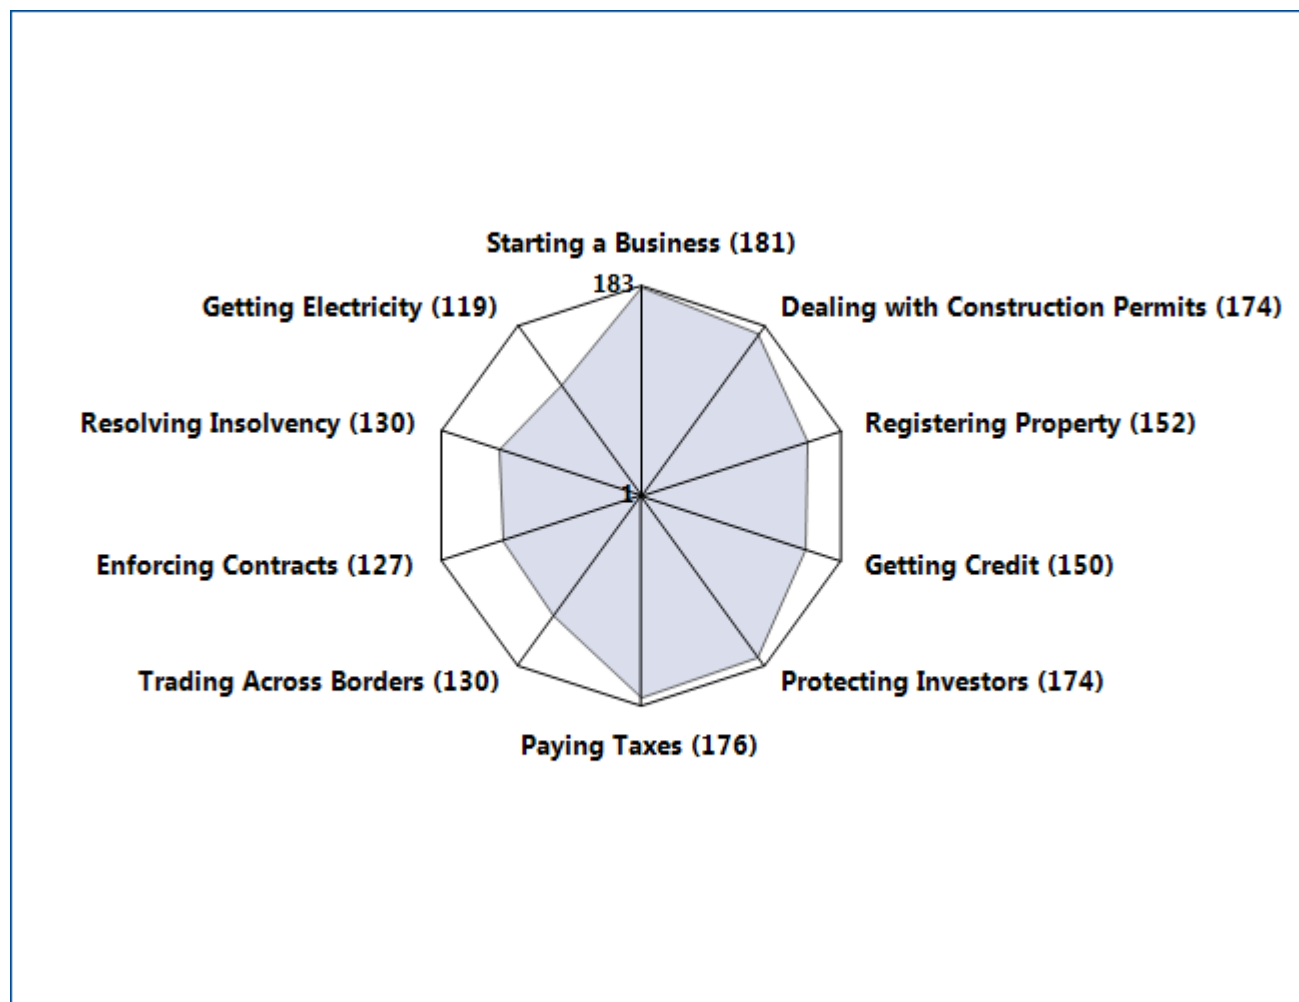 Starting a Business (181)
183
Getting Electricity (119)
Dealing with Construction Permits (174)
Resolving Insolvency (130)
Registering Property (152)
1
Enforcing Contracts (127)
Getting Credit (150)
Trading Across Borders (130)
Protecting Investors (174)
Paying Taxes (176)